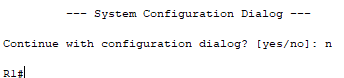 --- System Configuration Dialog ---
Continue with configuration dialog? [yes/no]: n
R1#